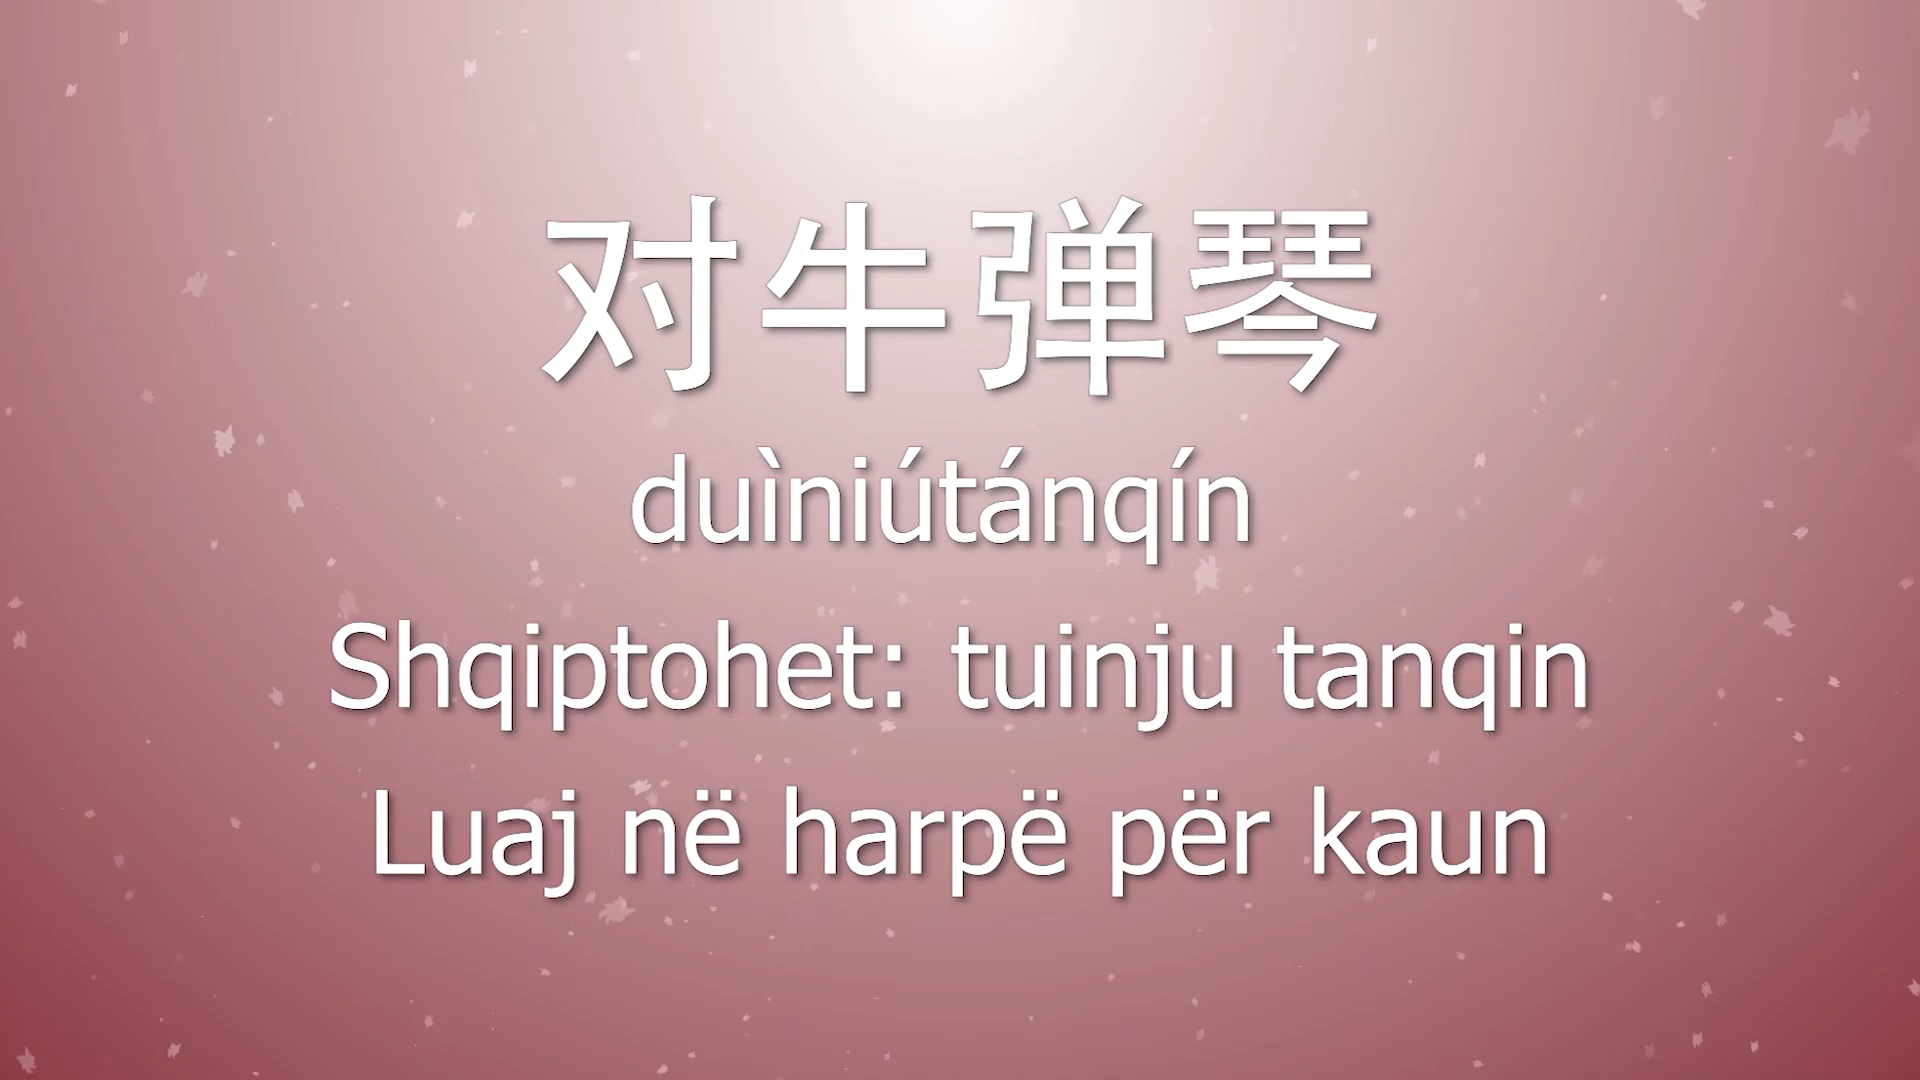 对牛弹琴
duìniútánqín
Shqiptohet: tuinju tanqin
Luaj në harpë për kaun